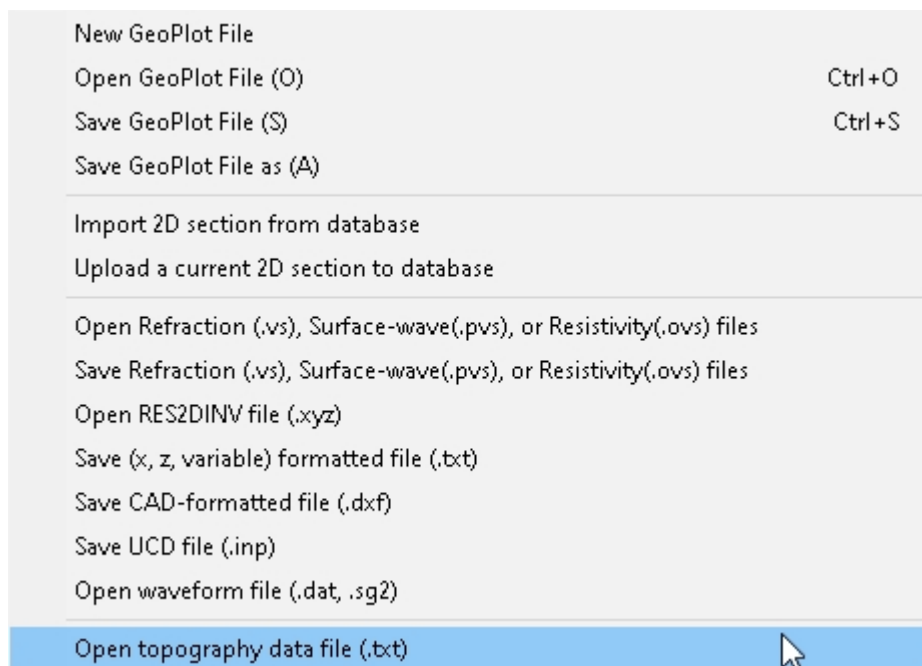 New GeoPlot File
Open GeoPlot File (O) Ctrl+O
Save GeoPlot File (S) Ctrl+S
Save GeoPlot File as (A)
Import 2D section from database
Upload a current 2D section to database
Open Refraction (.vs), Surface-wave(.pvs), or Resistivity(.ovs) files
Save Refraction (.vs), Surface-wave(.pvs), or Resistivity(.ovs) files
Open RES2DINV file (.xyz)
Save (x, z, variable) formatted file (.txt)
Save CAD-formatted file (.dxf)
Save UCD file (.inp)
Open waveform file (.dat, .sg2)
Open topography data file (.txt)